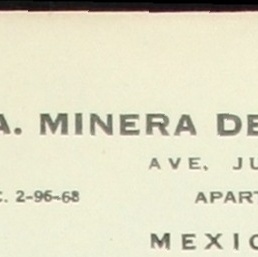 A. MINERA DE
AVE. JU
C. 2-96-68 APART
MEXIC